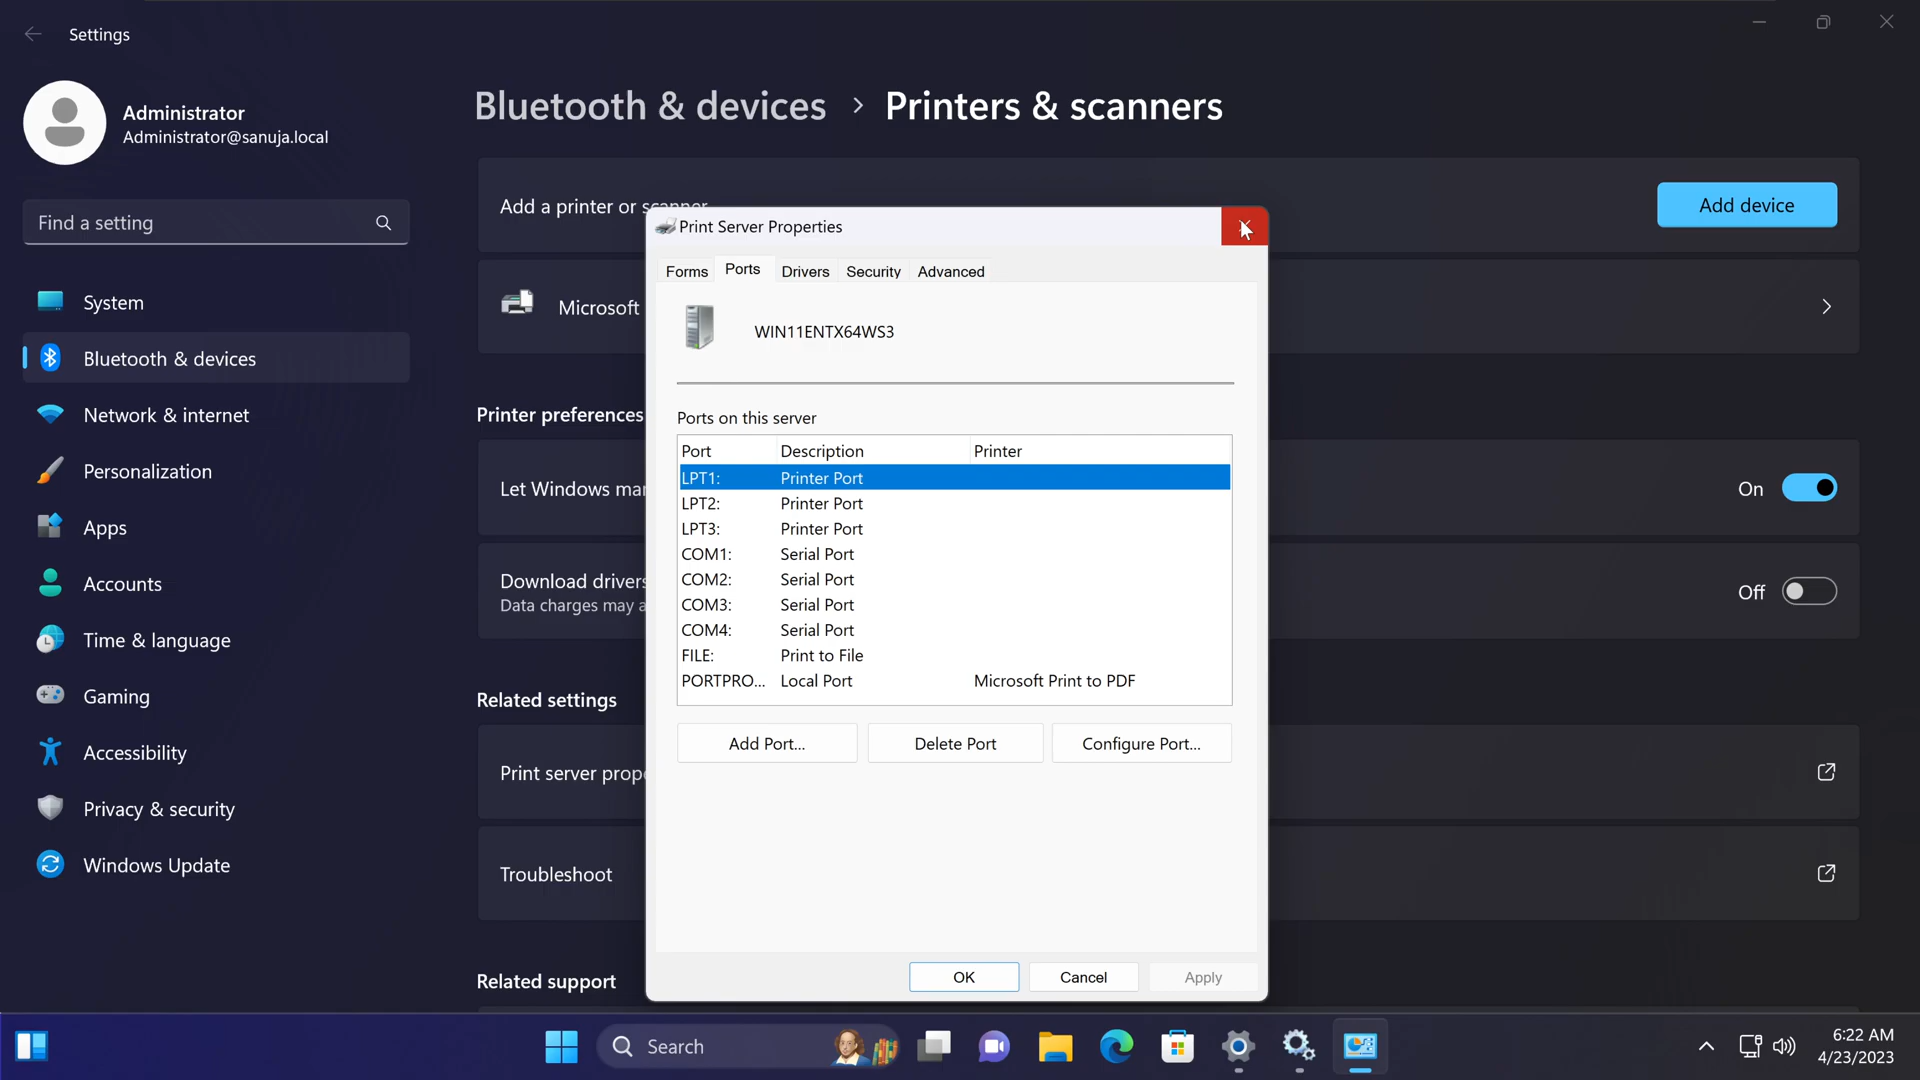 Settings
Administrator
Administrator@sanuja.local
Find a setting
System
Bluetooth & devices
Network & internet
Personalization
Apps
Accounts
Time & language
Gaming
Accessibility
Privacy & security
Windows Update
Bluetooth & devices > Printers & scanners
Add a printer or scanner
Add device
Microsoft
Printer preferences
Let Windows mar
On
Download drivers
Data charges may a
Off
Related settings
Print server prope
Troubleshoot
Related support
Print Server Properties
Forms Ports Drivers Security Advanced
WIN11ENTX64WS3
Ports on this server
Port Description Printer
LPT1: Printer Port
LPT2: Printer Port
LPT3: Printer Port
COM1: Serial Port
COM2: Serial Port
COM3: Serial Port
COM4: Serial Port
FILE: Print to File
PORTPRO... Local Port Microsoft Print to PDF
Add Port... Delete Port Configure Port...
OK Cancel Apply
Search
6:22 AM
4/23/2023